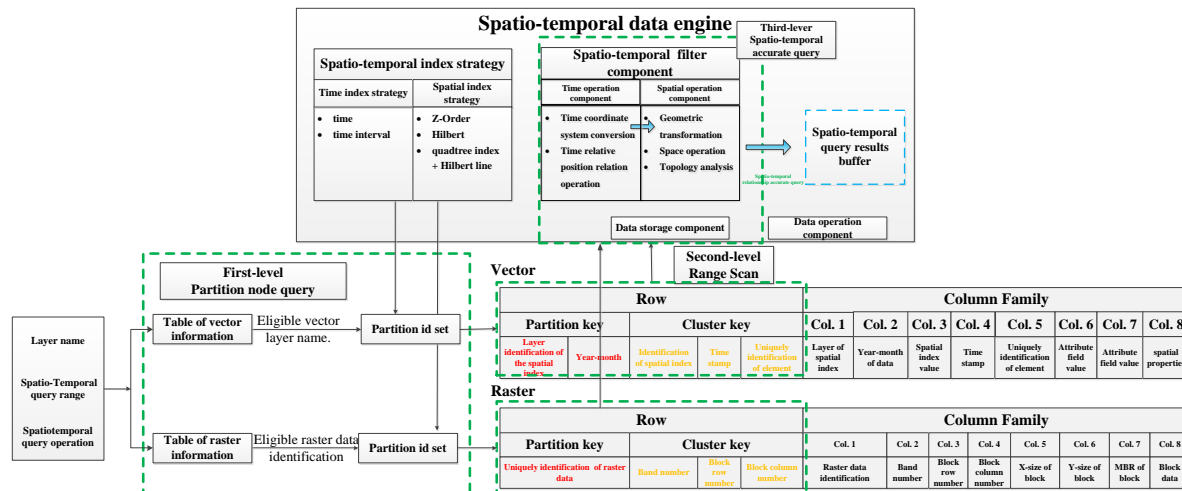 Spatio-temporal data engine
Third-lever
Spatio-temporal
accurate query
Spatio-temporal index strategy
Time index strategy
Spatial index
strategy
• time
• time interval
• Z-Order
• Hilbert
• quadtree index
+ Hilbert line
Spatio-temporal filter
component
Time operation
component
Spatial operation
component
• Time coordinate
system conversion
• Time relative
position relation
operation
• Geometric
transformation
• Space operation
• Topology analysis
Spatio-temporal
relationship accurate query
Spatio-temporal
query results
buffer
Data storage component
Data operation
component
First-level
Partition node query
Second-level
Range Scan
Layer name
Spatio-Temporal
query range
Spatiotemporal
query operation
Table of vector
information
Eligible vector
layer name.
Partition id set
Table of raster
information
Eligible raster data
identification
Partition id set
Vector
Row
Column Family
Partition key
Cluster key
Col. 1
Col. 2
Col. 3
Col. 4
Col. 5
Col. 6
Col. 7
Col. 8
Layer
identification of
the spatial
index
Year-month
Identification
of spatial index
Time
stamp
Uniquely
identification
of element
Layer of
spatial
index
Year-month
of data
Spatial
index
value
Time
stamp
Uniquely
identification
of element
Attribute
field
value
Attribute
field value
spatial
properties
Raster
Row
Column Family
Partition key
Cluster key
Col. 1
Col. 2
Col. 3
Col. 4
Col. 5
Col. 6
Col. 7
Col. 8
Uniquely identification of raster
data
Band number
Block
row
number
Block column
number
Raster data
identification
Band
number
Block
row
number
Block
column
number
X-size of
block
Y-size of
block
MBR of
block
Block
data